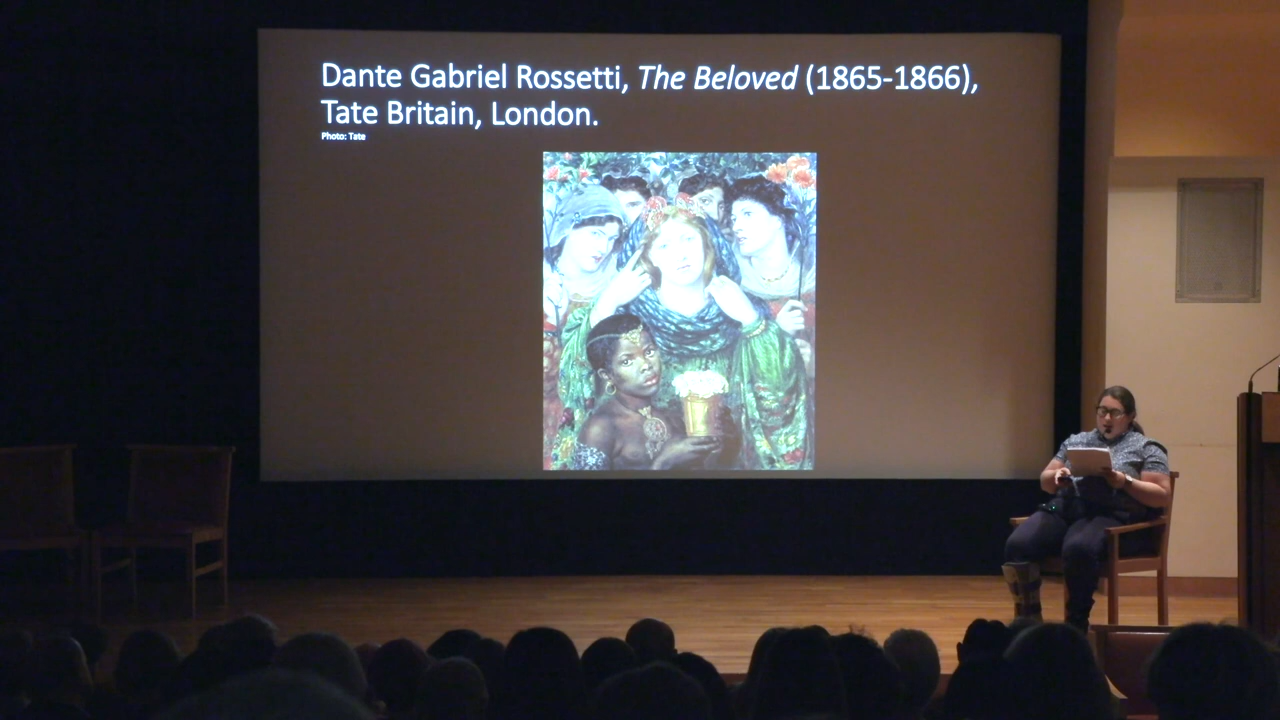 Dante Gabriel Rossetti, The Beloved (1865-1866),
Tate Britain, London.
Photo: Tate